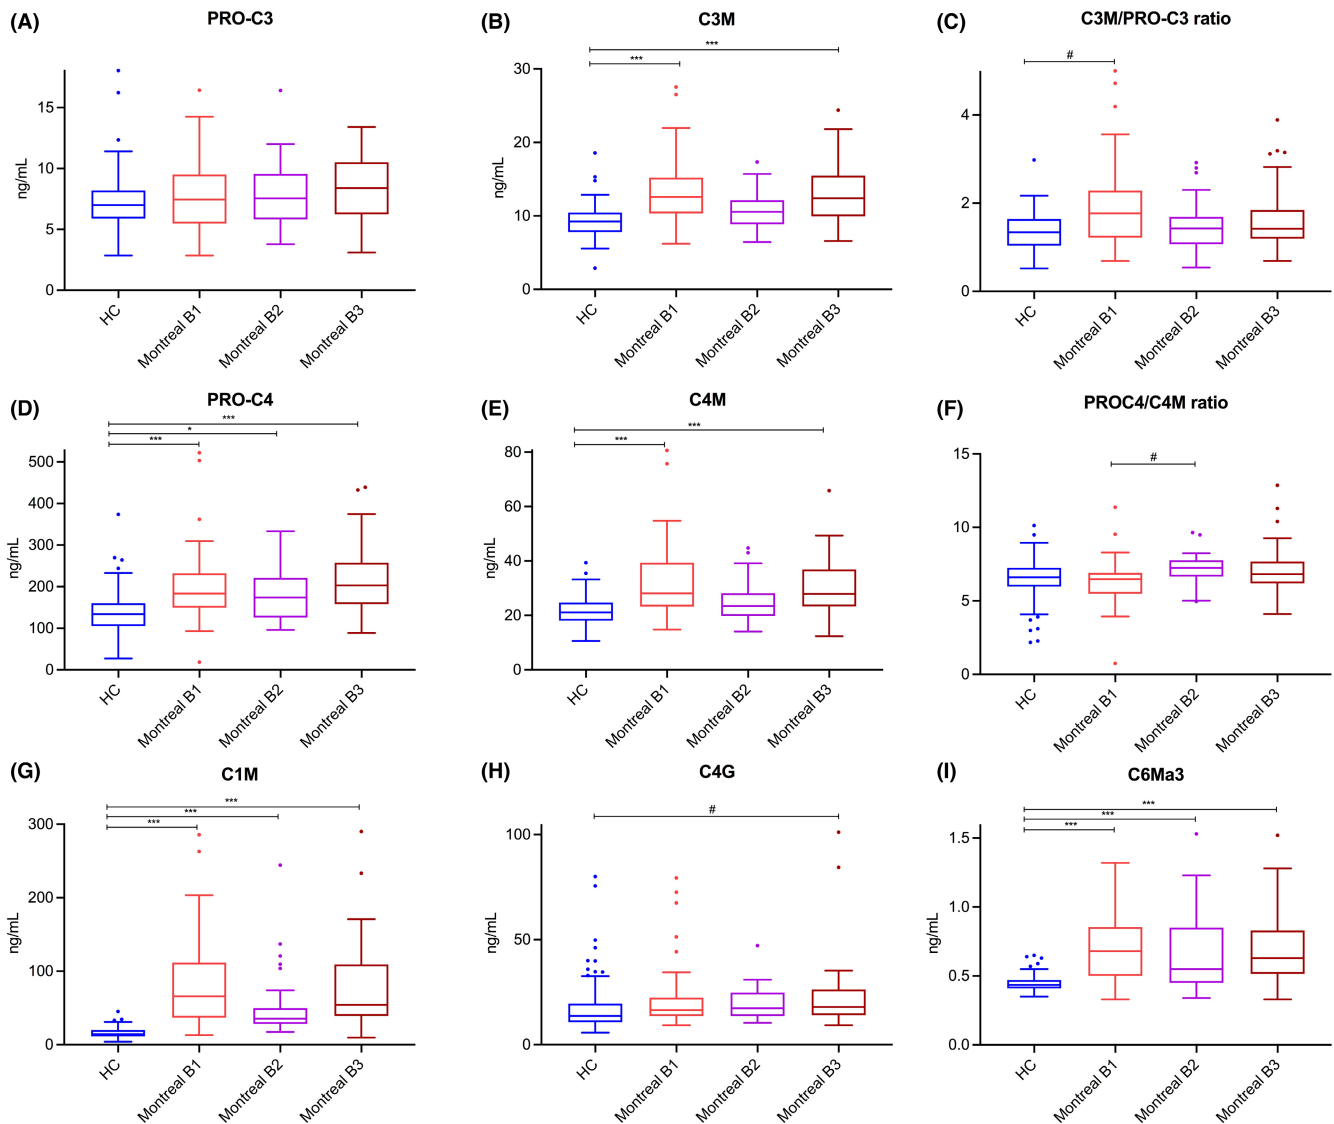 (A) PRO-C3
ng/mL
15
10
5
0
HC
Montreal B1
Montreal B2
Montreal B3
(B) C3M
***
***
ng/mL
30
20
10
0
HC
Montreal B1
Montreal B2
Montreal B3
(C) C3M/PRO-C3 ratio
#
4
2
0
HC
Montreal B1
Montreal B2
Montreal B3
(D) PRO-C4
***
*
***
ng/mL
500
400
300
200
100
0
HC
Montreal B1
Montreal B2
Montreal B3
(E) C4M
***
***
ng/mL
80
60
40
20
0
HC
Montreal B1
Montreal B2
Montreal B3
(F) PROC4/C4M ratio
#
15
10
5
0
HC
Montreal B1
Montreal B2
Montreal B3
(G) C1M
***
***
***
ng/mL
300
200
100
0
HC
Montreal B1
Montreal B2
Montreal B3
(H) C4G
#
ng/mL
100
50
0
HC
Montreal B1
Montreal B2
Montreal B3
(I) C6Ma3
***
***
***
ng/mL
1.5
1.0
0.5
0.0
HC
Montreal B1
Montreal B2
Montreal B3